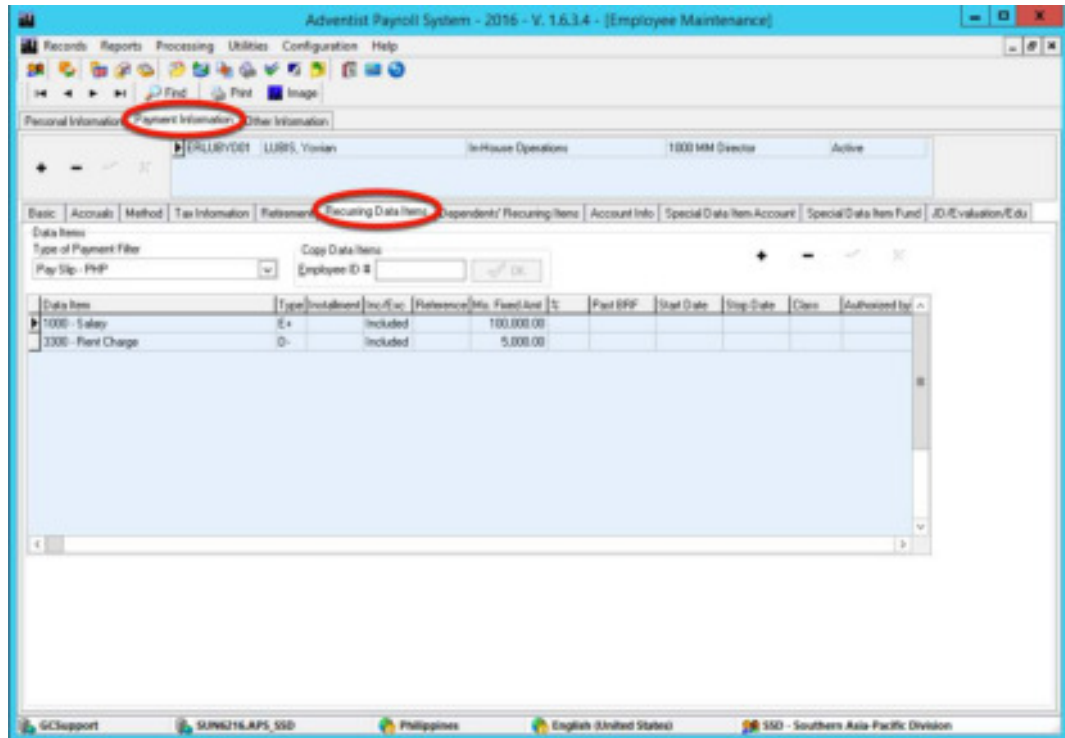 Adventist Payroll System - 2016 - V. 1.6.3.4 - [Employee Maintenance]
Records Reports Processing Utilities Configuration Help
Find Print Image
Personal Information Payment Information Other Information
ERLUBY001 LUBIS, Yovian In-House Operations 1000 MM Director Active
Basic Accruals Method Tax Information Retirement Recurring Data Items Dependents' Recurring Items Account Info Special Data Item Account Special Data Item Fund JD/Evaluation/Edu
Data Items
Type of Payment Filter Copy Data Items
Pay Slip - PHP Employee ID # OK
Data Item Type Installment Inc/Exc Reference Mo. Fixed Amt % Start Date Stop Date Class Authorized by
1000 - Salary E+ Included 100,000.00
3300 - Rent Charge D- Included 5,000.00
GCSupport SUN6216.APS_SSD Philippines English (United States) SSD - Southern Asia-Pacific Division